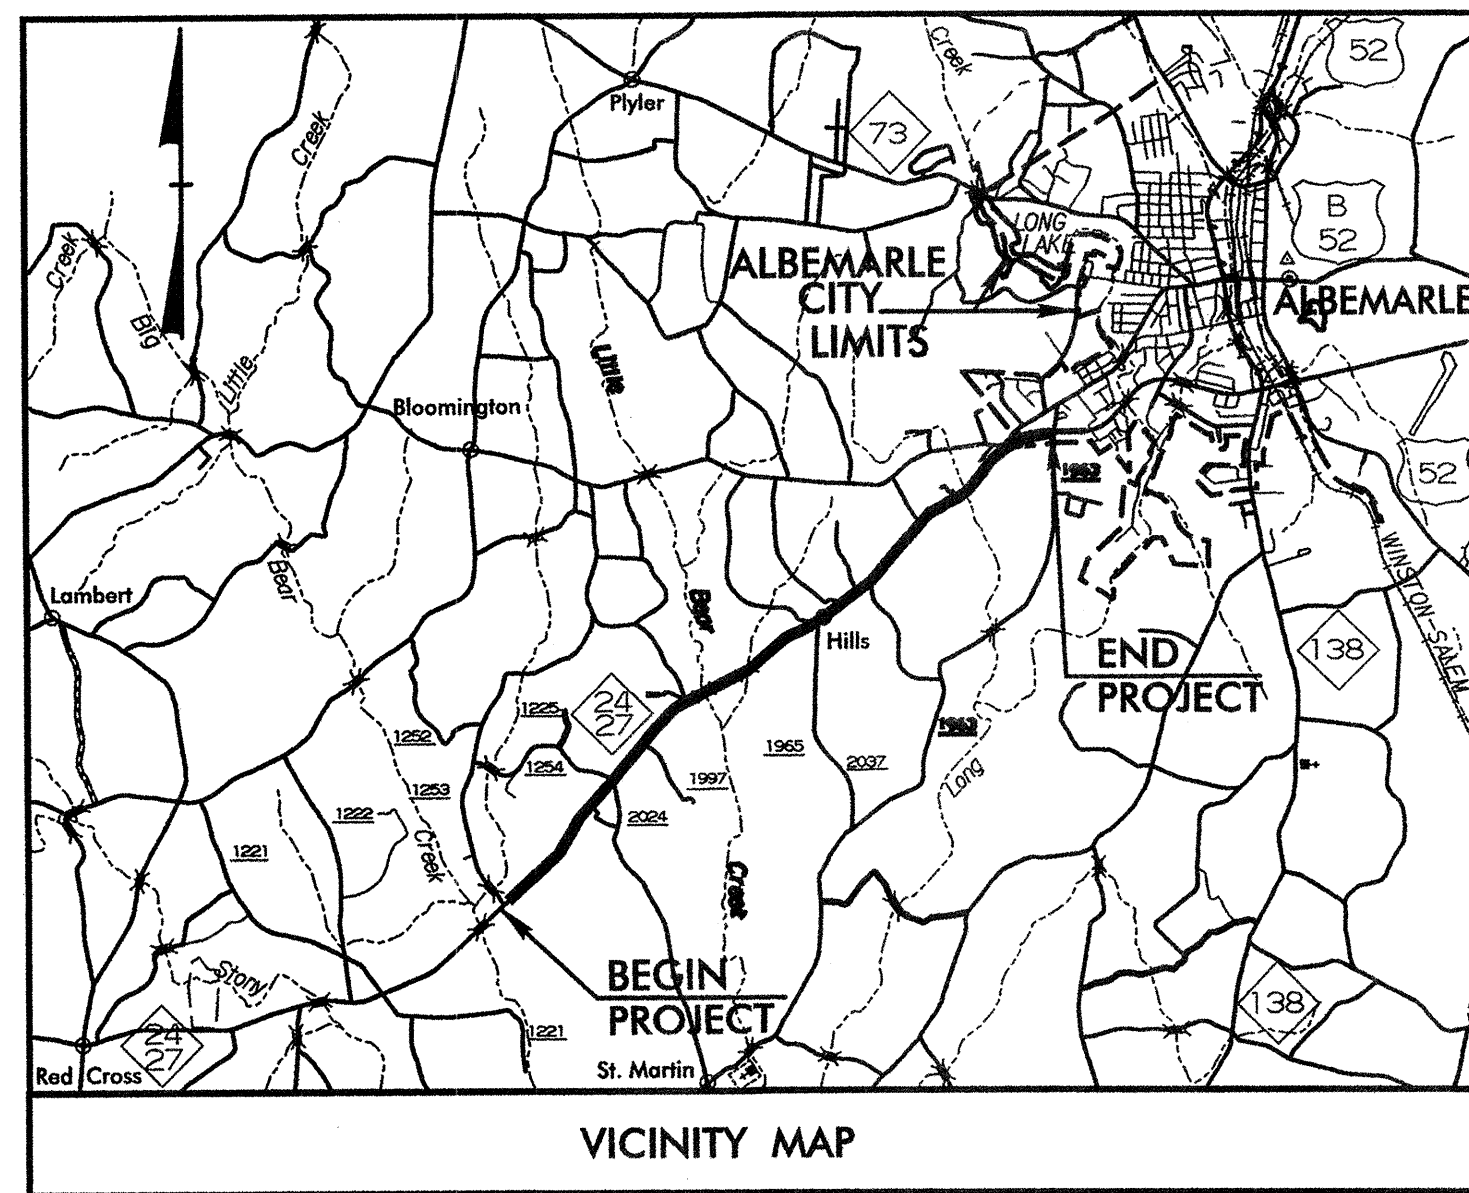 Creek
52
Plyler
73
Creek
B
52
Creek
LONG
LAKE
ALBEMARLE
CITY
LIMITS
ALBEMARLE
Big
Little
Little
Bloomington
1962
52
WINSTON-SALEM
Bear
Lambert
Bear
Hills
END
PROJECT
138
24
27
1225
1252
1963
1965
2037
1254
1997
Long
1253
1222
2024
1221
Creek
Creek
BEGIN
PROJECT
Stony
138
24
27
1221
St. Martin
Red Cross
VICINITY MAP